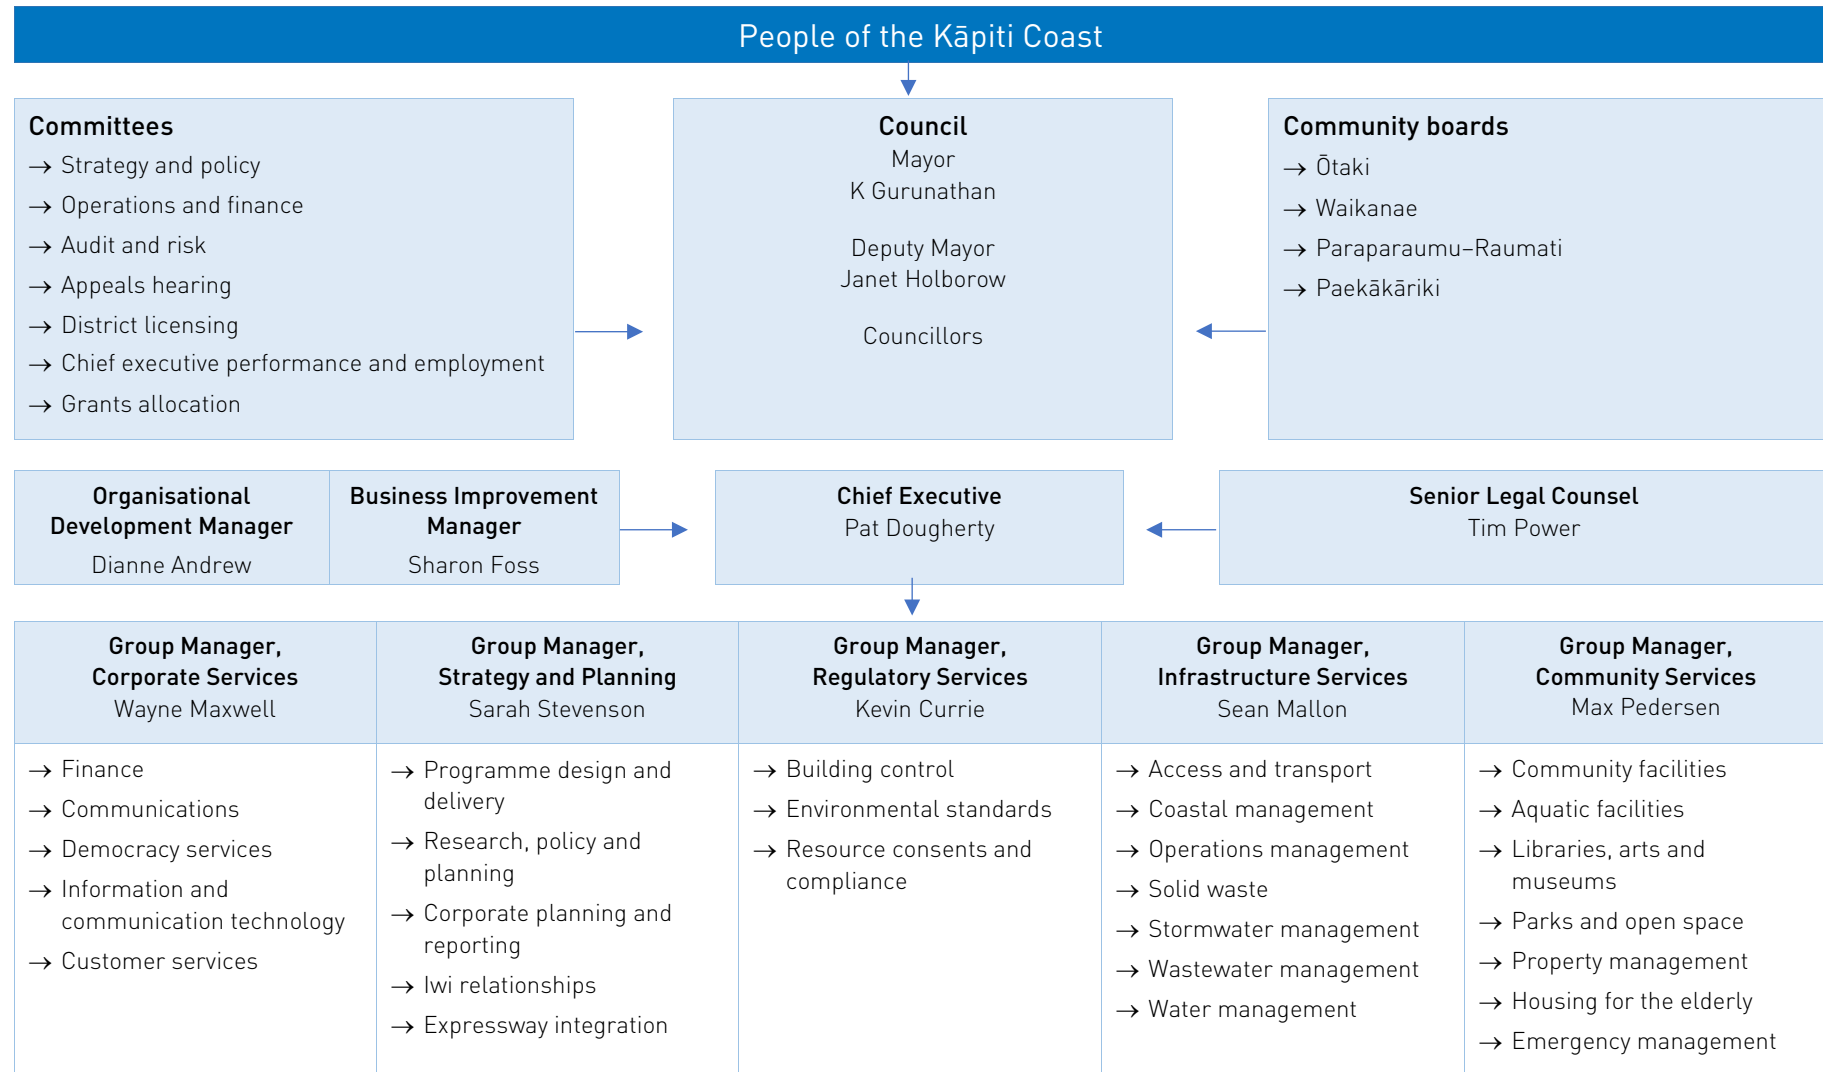 People of the Kāpiti Coast
Committees
→ Strategy and policy
→ Operations and finance
→ Audit and risk
→ Appeals hearing
→ District licensing
→ Chief executive performance and employment
→ Grants allocation
Council
Mayor
K Gurunathan
Deputy Mayor
Janet Holborow
Councillors
Community boards
→ Ōtaki
→ Waikanae
→ Paraparaumu–Raumati
→ Paekākāriki
Organisational
Development Manager
Dianne Andrew
Business Improvement
Manager
Sharon Foss
Chief Executive
Pat Dougherty
Senior Legal Counsel
Tim Power
Group Manager,
Corporate Services
Wayne Maxwell
→ Finance
→ Communications
→ Democracy services
→ Information and
communication technology
→ Customer services
Group Manager,
Strategy and Planning
Sarah Stevenson
→ Programme design and
delivery
→ Research, policy and
planning
→ Corporate planning and
reporting
→ Iwi relationships
→ Expressway integration
Group Manager,
Regulatory Services
Kevin Currie
→ Building control
→ Environmental standards
→ Resource consents and
compliance
Group Manager,
Infrastructure Services
Sean Mallon
→ Access and transport
→ Coastal management
→ Operations management
→ Solid waste
→ Stormwater management
→ Wastewater management
→ Water management
Group Manager,
Community Services
Max Pedersen
→ Community facilities
→ Aquatic facilities
→ Libraries, arts and
museums
→ Parks and open space
→ Property management
→ Housing for the elderly
→ Emergency management